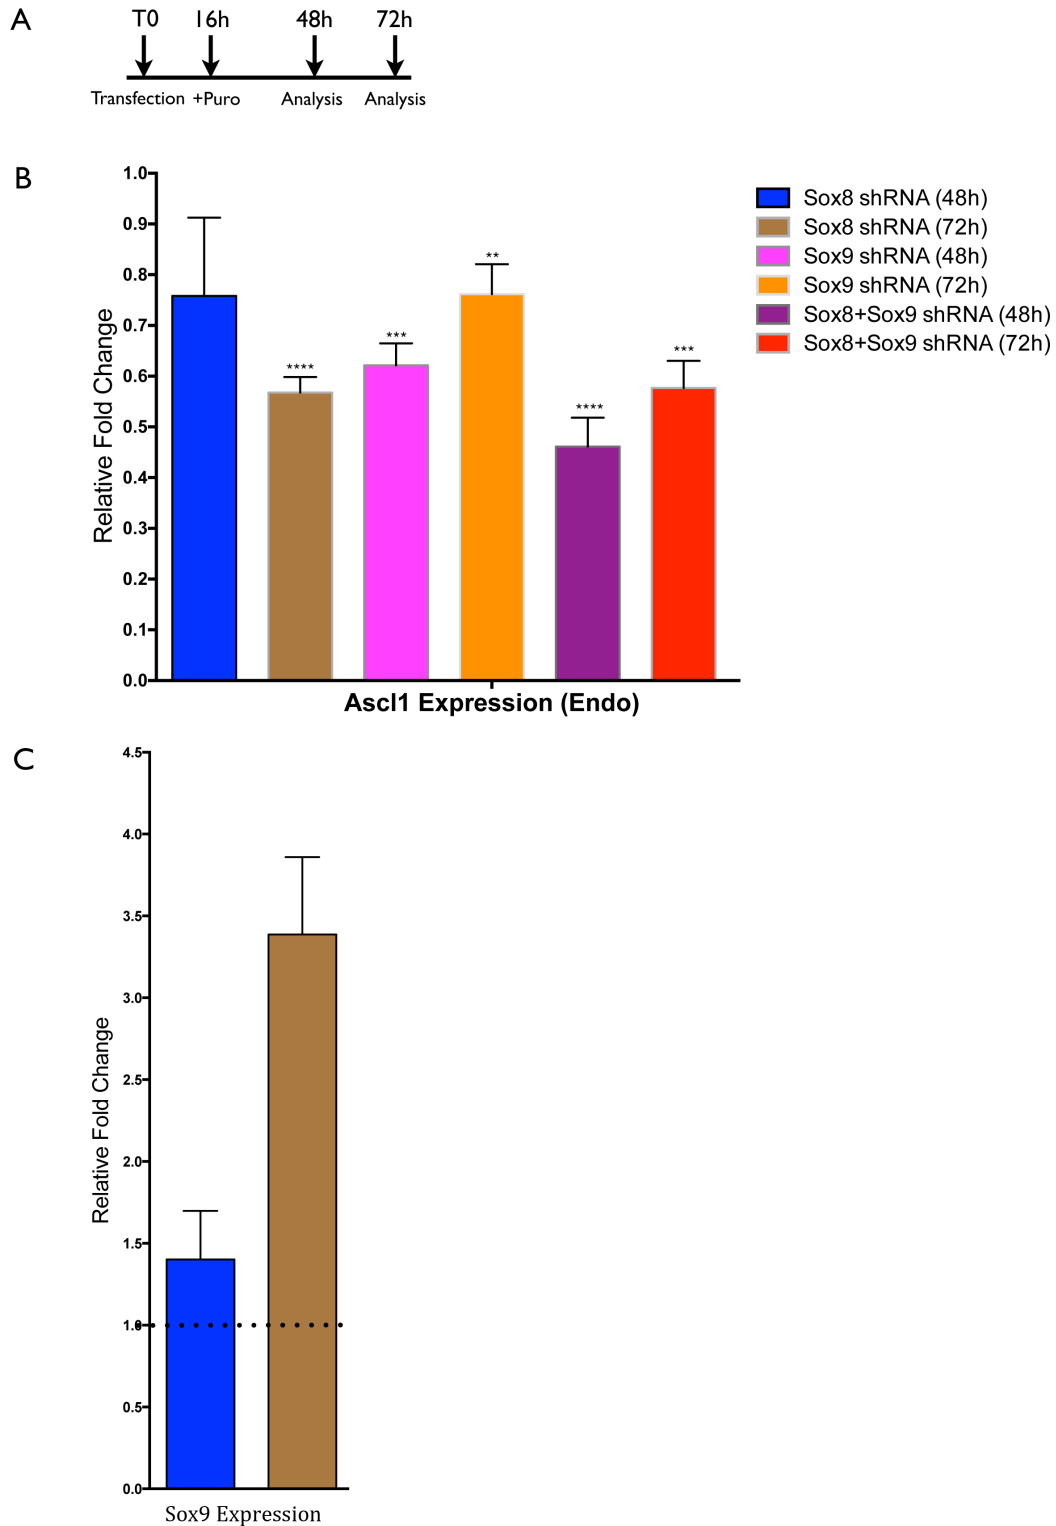 A
T0 16h 48h 72h
Transfection +Puro Analysis Analysis
B
1.0
0.9
0.8
0.7
0.6
0.5
0.4
0.3
0.2
0.1
0.0
Relative Fold Change
****
***
**
****
***
Ascl1 Expression (Endo)
Sox8 shRNA (48h)
Sox8 shRNA (72h)
Sox9 shRNA (48h)
Sox9 shRNA (72h)
Sox8+Sox9 shRNA (48h)
Sox8+Sox9 shRNA (72h)
C
4.5
4.0
3.5
3.0
2.5
2.0
1.5
1.0
0.5
0.0
Relative Fold Change
Sox9 Expression